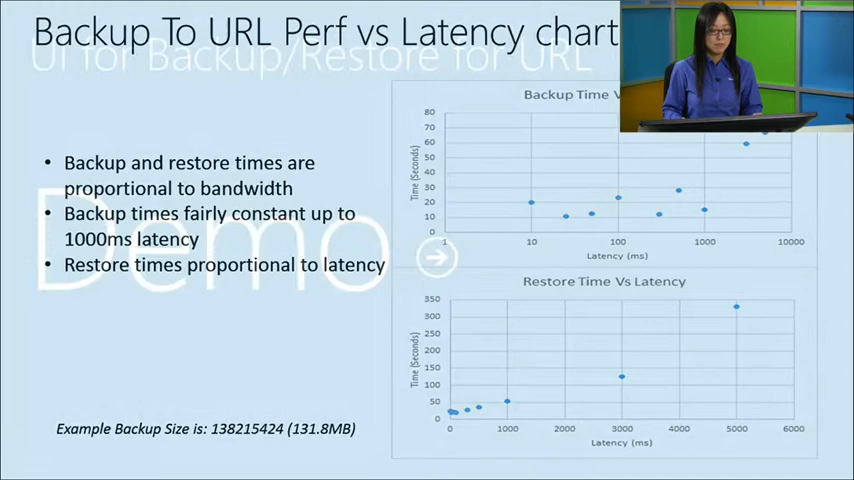 Backup To URL Perf vs Latency chart
UI for Backup/Restore for URL
Demo
• Backup and restore times are
proportional to bandwidth
• Backup times fairly constant up to
1000ms latency
• Restore times proportional to latency
Example Backup Size is: 138215424 (131.8MB)
Backup Time V
Time (Seconds)
80
70
60
50
40
30
20
10
0
1 10 100 1000 10000
Latency (ms)
Restore Time Vs Latency
Time (Seconds)
350
300
250
200
150
100
50
0
0 1000 2000 3000 4000 5000 6000
Latency (ms)